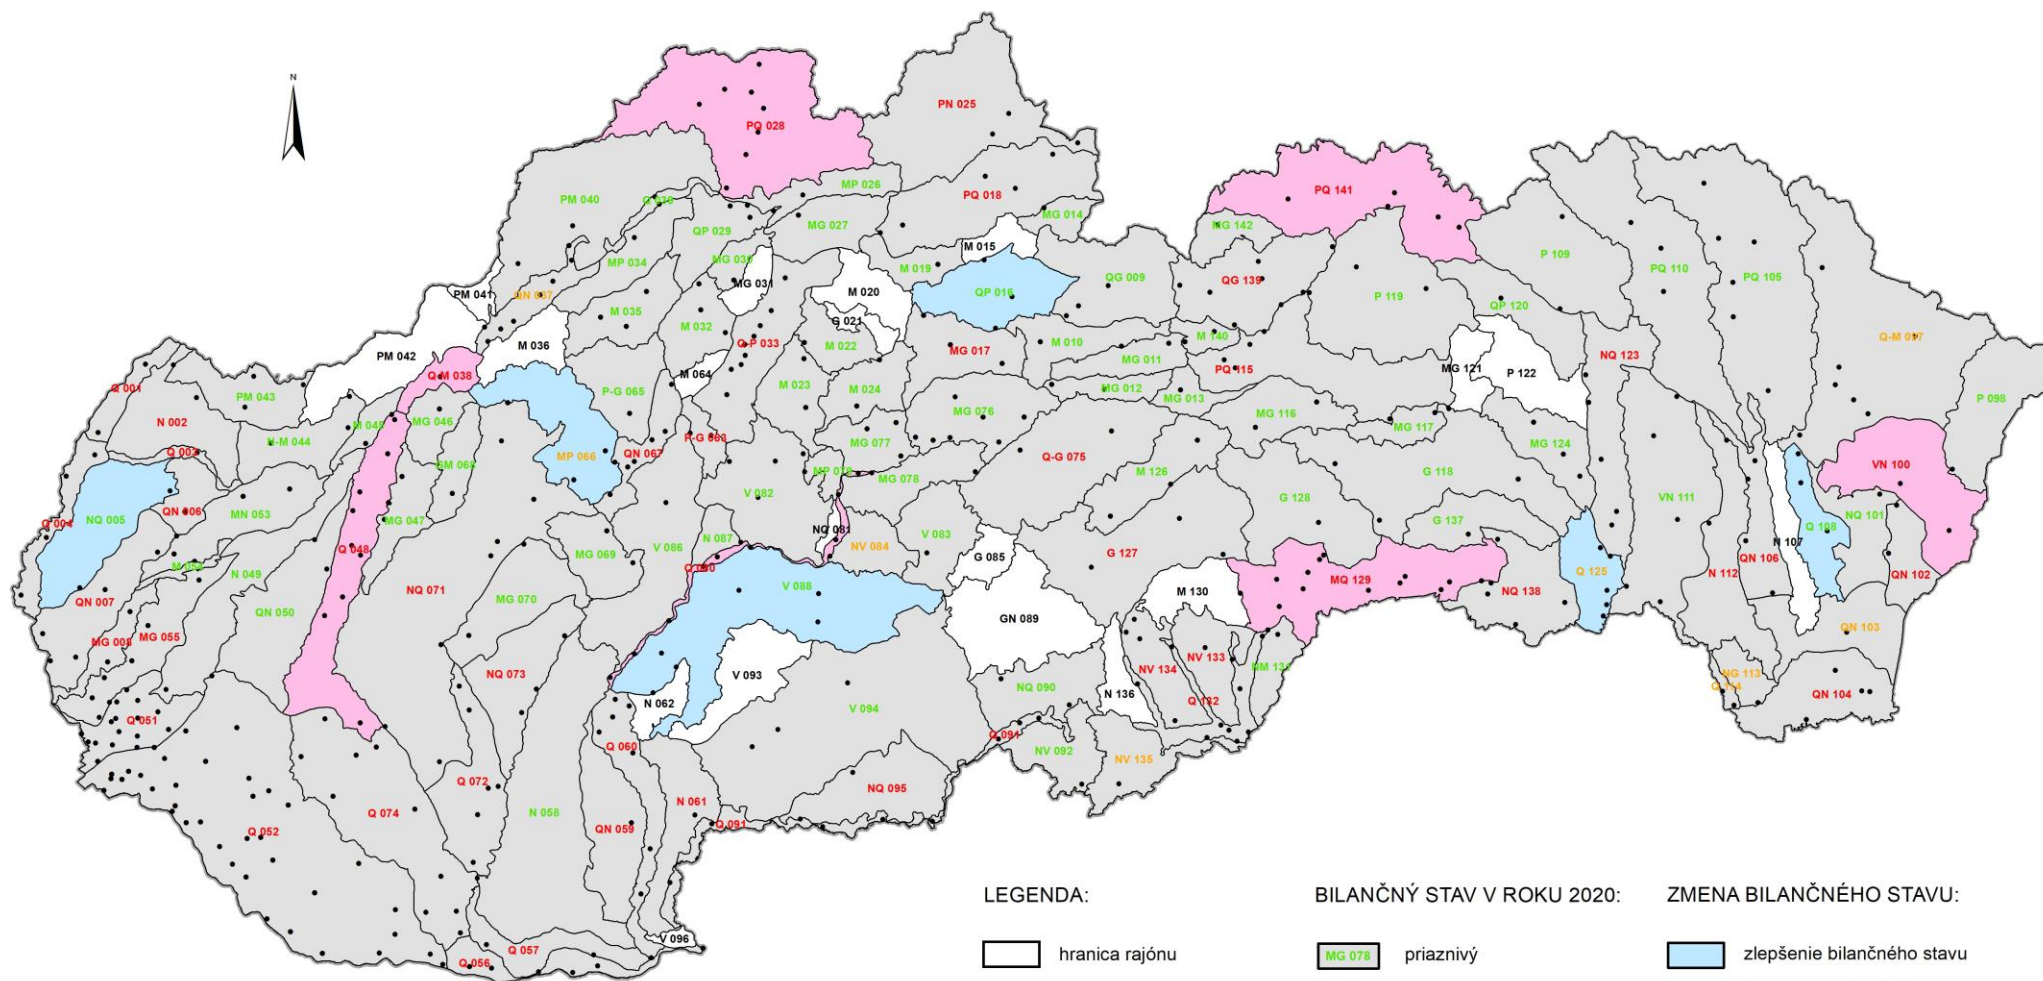 N
PN 025
PQ 028
MP 026
PQ 018
PQ 141
PM 040
MG 014
QP 029
MG 027
MG 142
M 015
P 109
PQ 110
PQ 105
MP 034
M 019
QG 009
QG 139
P 119
MG 031
M 020
QP 016
QP 120
PM 041
M 035
M 032
G 021
Q-M 097
M 036
Q-P 033
M 022
MG 017
M 010
M 140
NQ 123
PM 042
MG 011
PQ 115
MG 121
P 122
P 098
Q-M 038
M 064
M 023
M 024
MG 012
MG 013
Q 001
PM 043
P-G 065
MG 076
MG 116
MG 117
N 002
MG 046
M 045
P-G 063
MG 077
MG 124
Q 003
MP 066
QN 067
Q-G 075
M 126
G 118
VN 100
MG 078
V 082
G 128
VN 111
Q 004
NQ 005
QN 006
MN 053
MG 047
NQ 081
G 137
Q 108
NQ 101
V 086
N 087
V 083
N 107
Q 048
MG 069
NV 084
G 127
G 085
QN 106
N 112
QN 102
N 049
NQ 071
V 088
MQ 129
Q 125
QN 007
QN 050
MG 070
M 130
NQ 138
MG 008
MG 055
GN 089
QN 103
NQ 073
V 093
NV 134
NV 133
NG 113
N 062
NQ 090
N 136
QN 104
Q 051
V 094
Q 132
Q 060
Q 091
NV 092
NV 135
Q 072
Q 052
Q 074
N 058
QN 059
N 061
NQ 095
Q 091
V 096
Q 057
Q 056
LEGENDA: BILANČNÝ STAV V ROKU 2020: ZMENA BILANČNÉHO STAVU:
hranica rajónu MG 078 priaznivý zlepšenie bilančného stavu